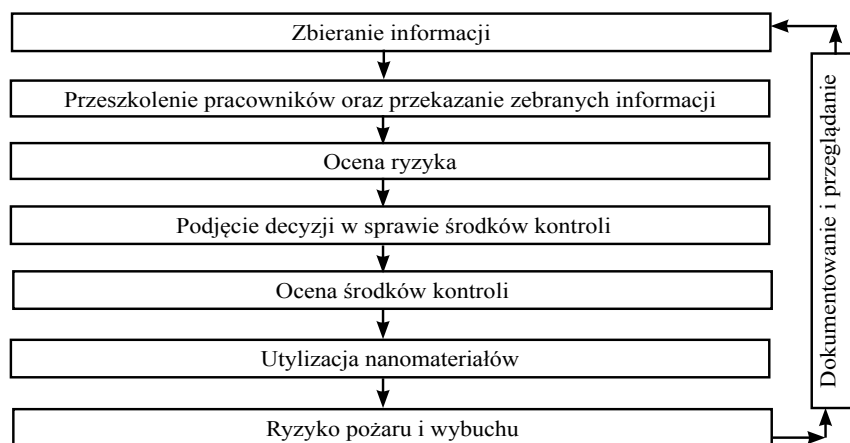 Zbieranie informacji
Przeszkolenie pracowników oraz przekazanie zebranych informacji
Ocena ryzyka
Podjęcie decyzji w sprawie środków kontroli
Ocena środków kontroli
Utylizacja nanomateriałów
Ryzyko pożaru i wybuchu
Dokumentowanie i przeglądanie